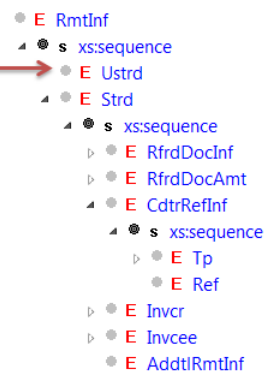 E RmtInf
s xs:sequence
E Ustrd
E Strd
s xs:sequence
E RfrdDocInf
E RfrdDocAmt
E CdtrRefInf
s xs:sequence
E Tp
E Ref
E Invcr
E Invcee
E AddtlRmtInf